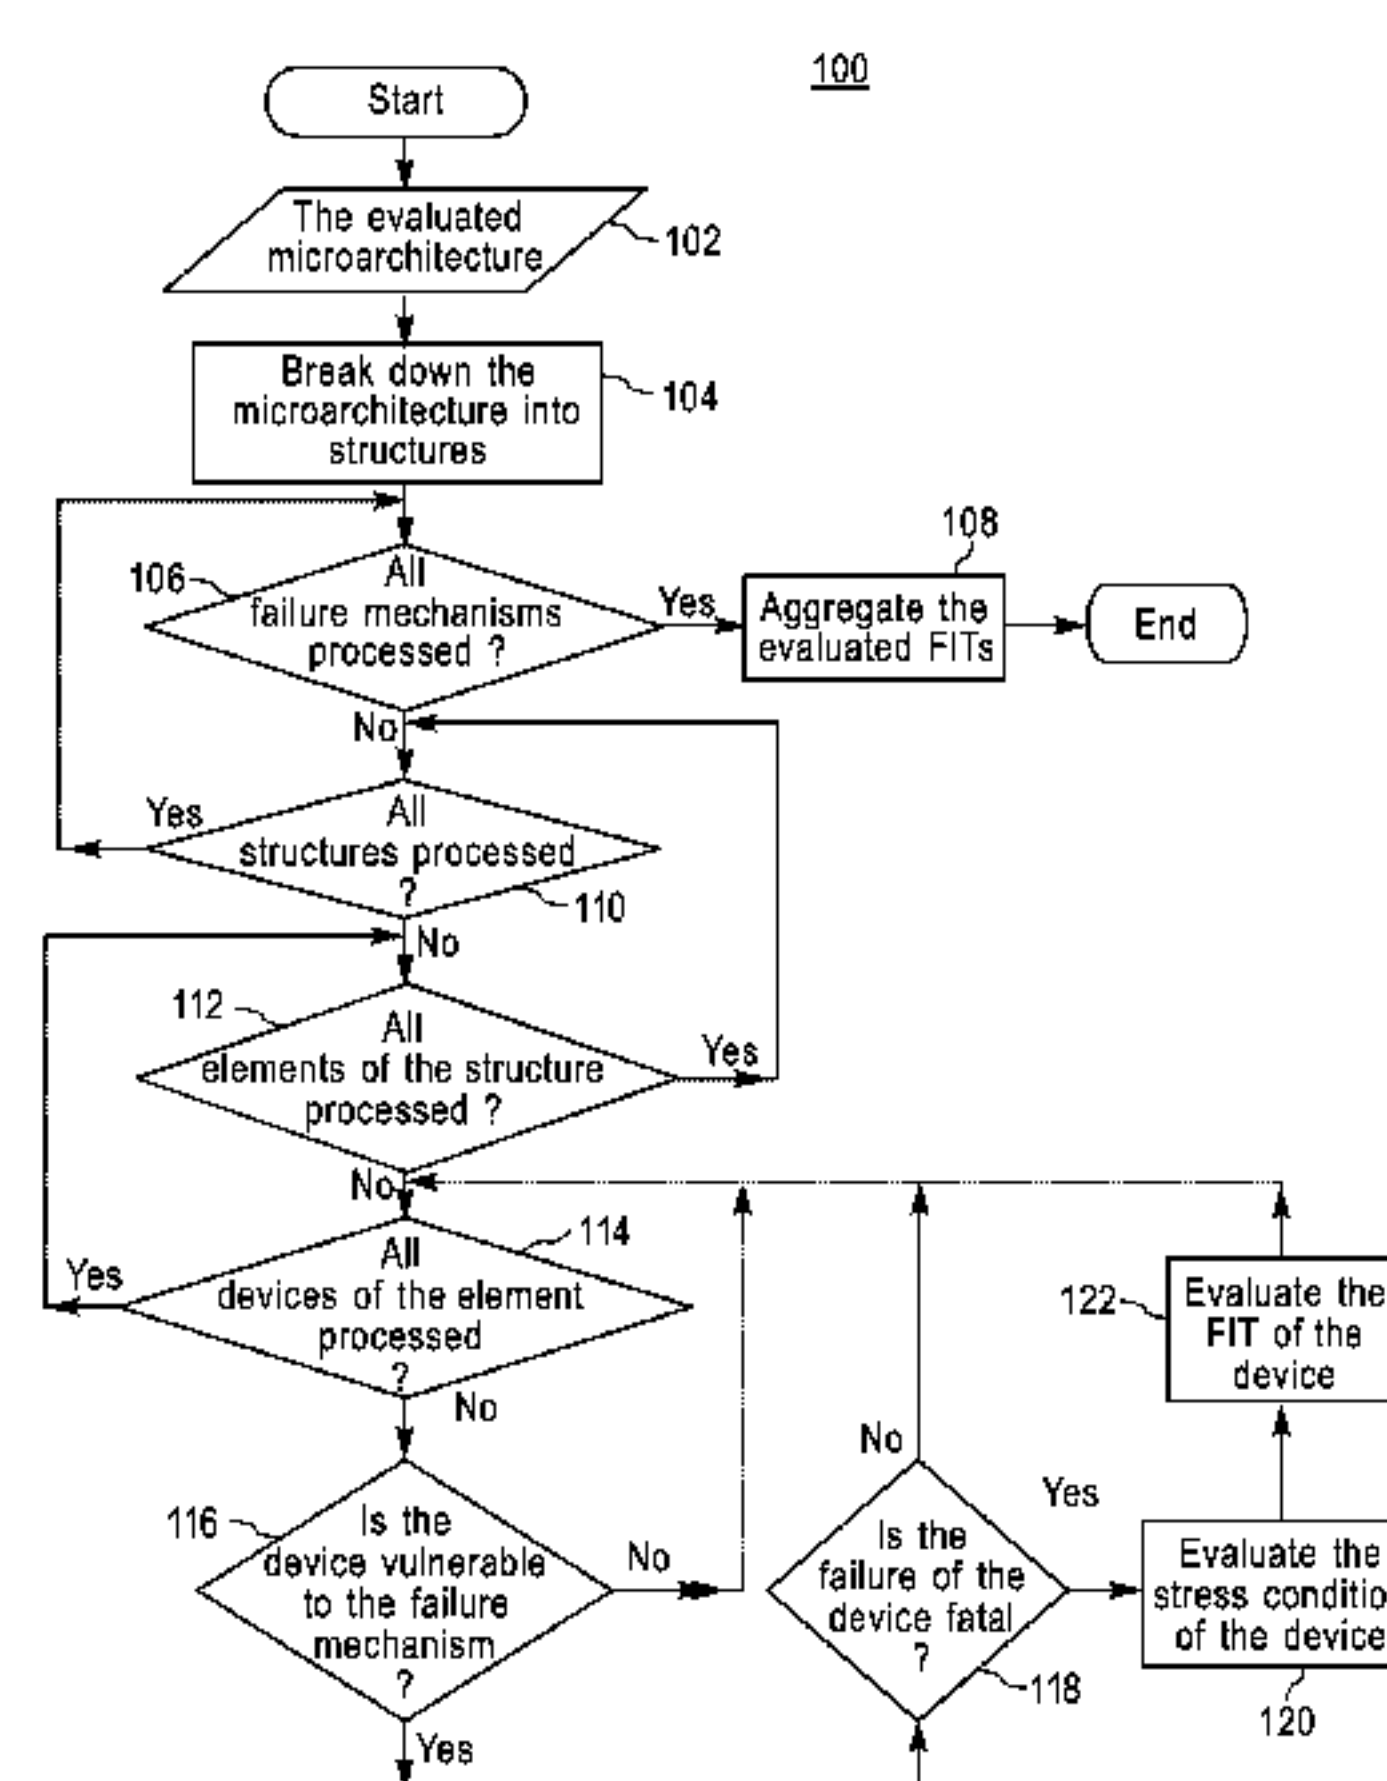 100
Start
The evaluated
microarchitecture
102
Break down the
microarchitecture into
structures
104
106
All
failure mechanisms
processed ?
Yes
108
Aggregate the
evaluated FITs
End
No
Yes
All
structures processed
?
110
No
112
All
elements of the structure
processed ?
Yes
No
114
All
devices of the element
processed
?
Yes
No
122
Evaluate the
FIT of the
device
116
Is the
device vulnerable
to the failure
mechanism
?
No
No
Is the
failure of the
device fatal
?
118
Yes
Evaluate the
stress conditio
of the device
120
Yes